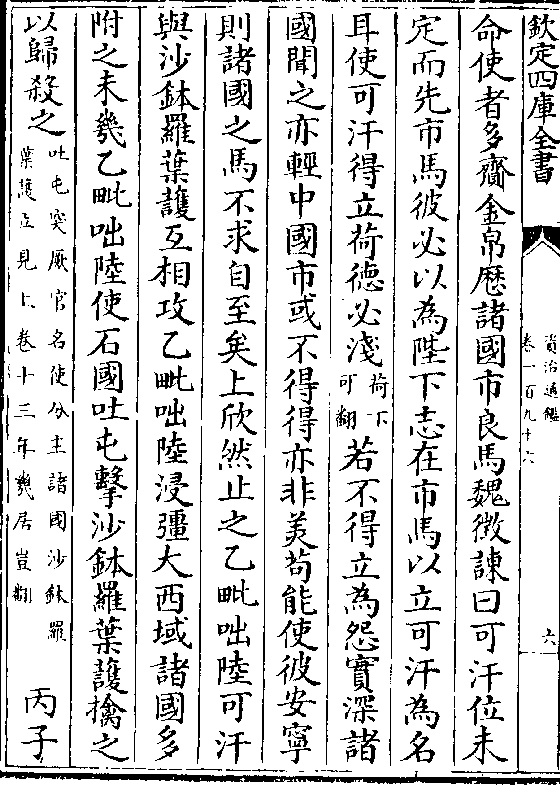 欽定四庫全書
資治通鑑
卷一百九十六
六
命使者多齎金帛歷諸國市良馬魏徵諫曰可汗位未
定而先市馬彼必以為陛下志在市馬以立可汗為名
耳使可汗得立荷德必淺荷下可翻若不得立為怨實深諸
國聞之亦輕中國市或不得得亦非美苟能使彼安寧
則諸國之馬不求自至矣上欣然止之乙毗咄陸可汗
與沙鉢羅葉護互相攻乙毗咄陸浸彊大西域諸國多
附之未幾乙毗咄陸使石國吐屯擊沙鉢羅葉護擒之
以歸殺之吐屯突厥官名使分主諸國沙鉢羅葉護立見上卷十三年幾居豈翻 丙子